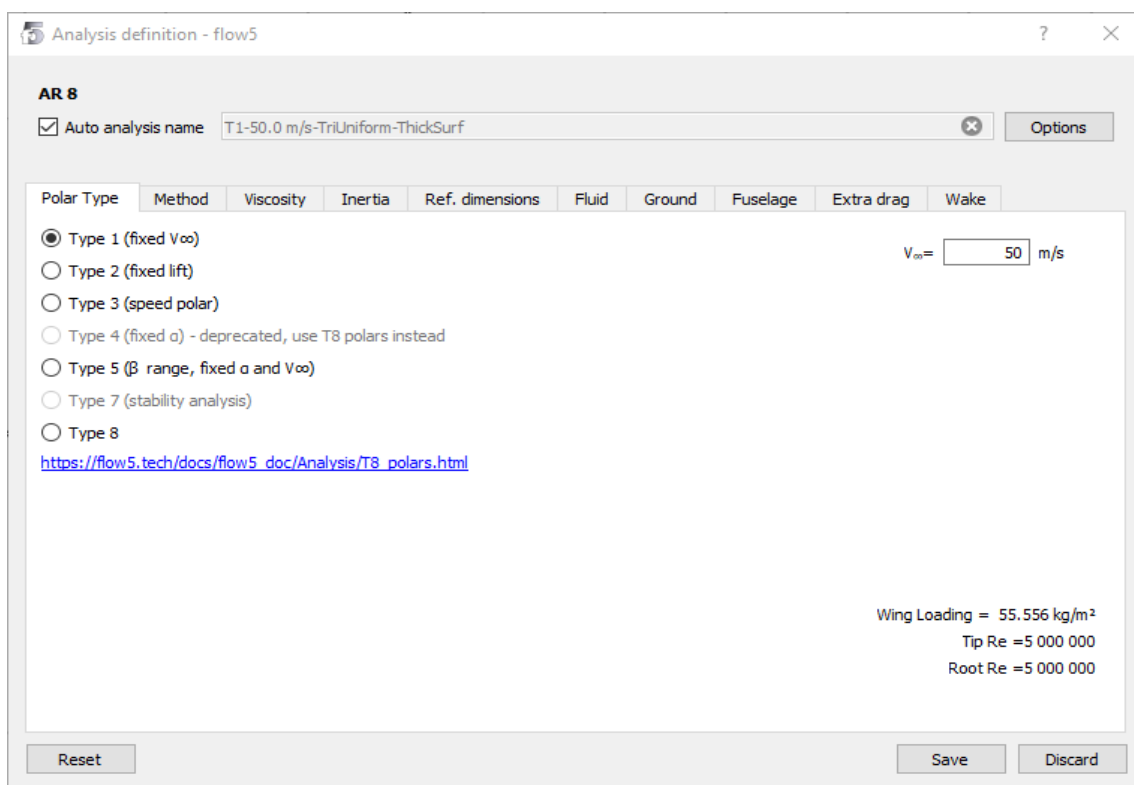 Analysis definition - flow5
?
AR 8
Auto analysis name T1-50.0 m/s-TriUniform-ThickSurf Options
Polar Type Method Viscosity Inertia Ref. dimensions Fluid Ground Fuselage Extra drag Wake
Type 1 (fixed V∞) V∞= 50 m/s
Type 2 (fixed lift)
Type 3 (speed polar)
Type 4 (fixed α) - deprecated, use T8 polars instead
Type 5 (β range, fixed α and V∞)
Type 7 (stability analysis)
Type 8
https://flow5.tech/docs/flow5_doc/Analysis/T8_polars.html
Wing Loading = 55.556 kg/m²
Tip Re =5 000 000
Root Re =5 000 000
Reset Save Discard